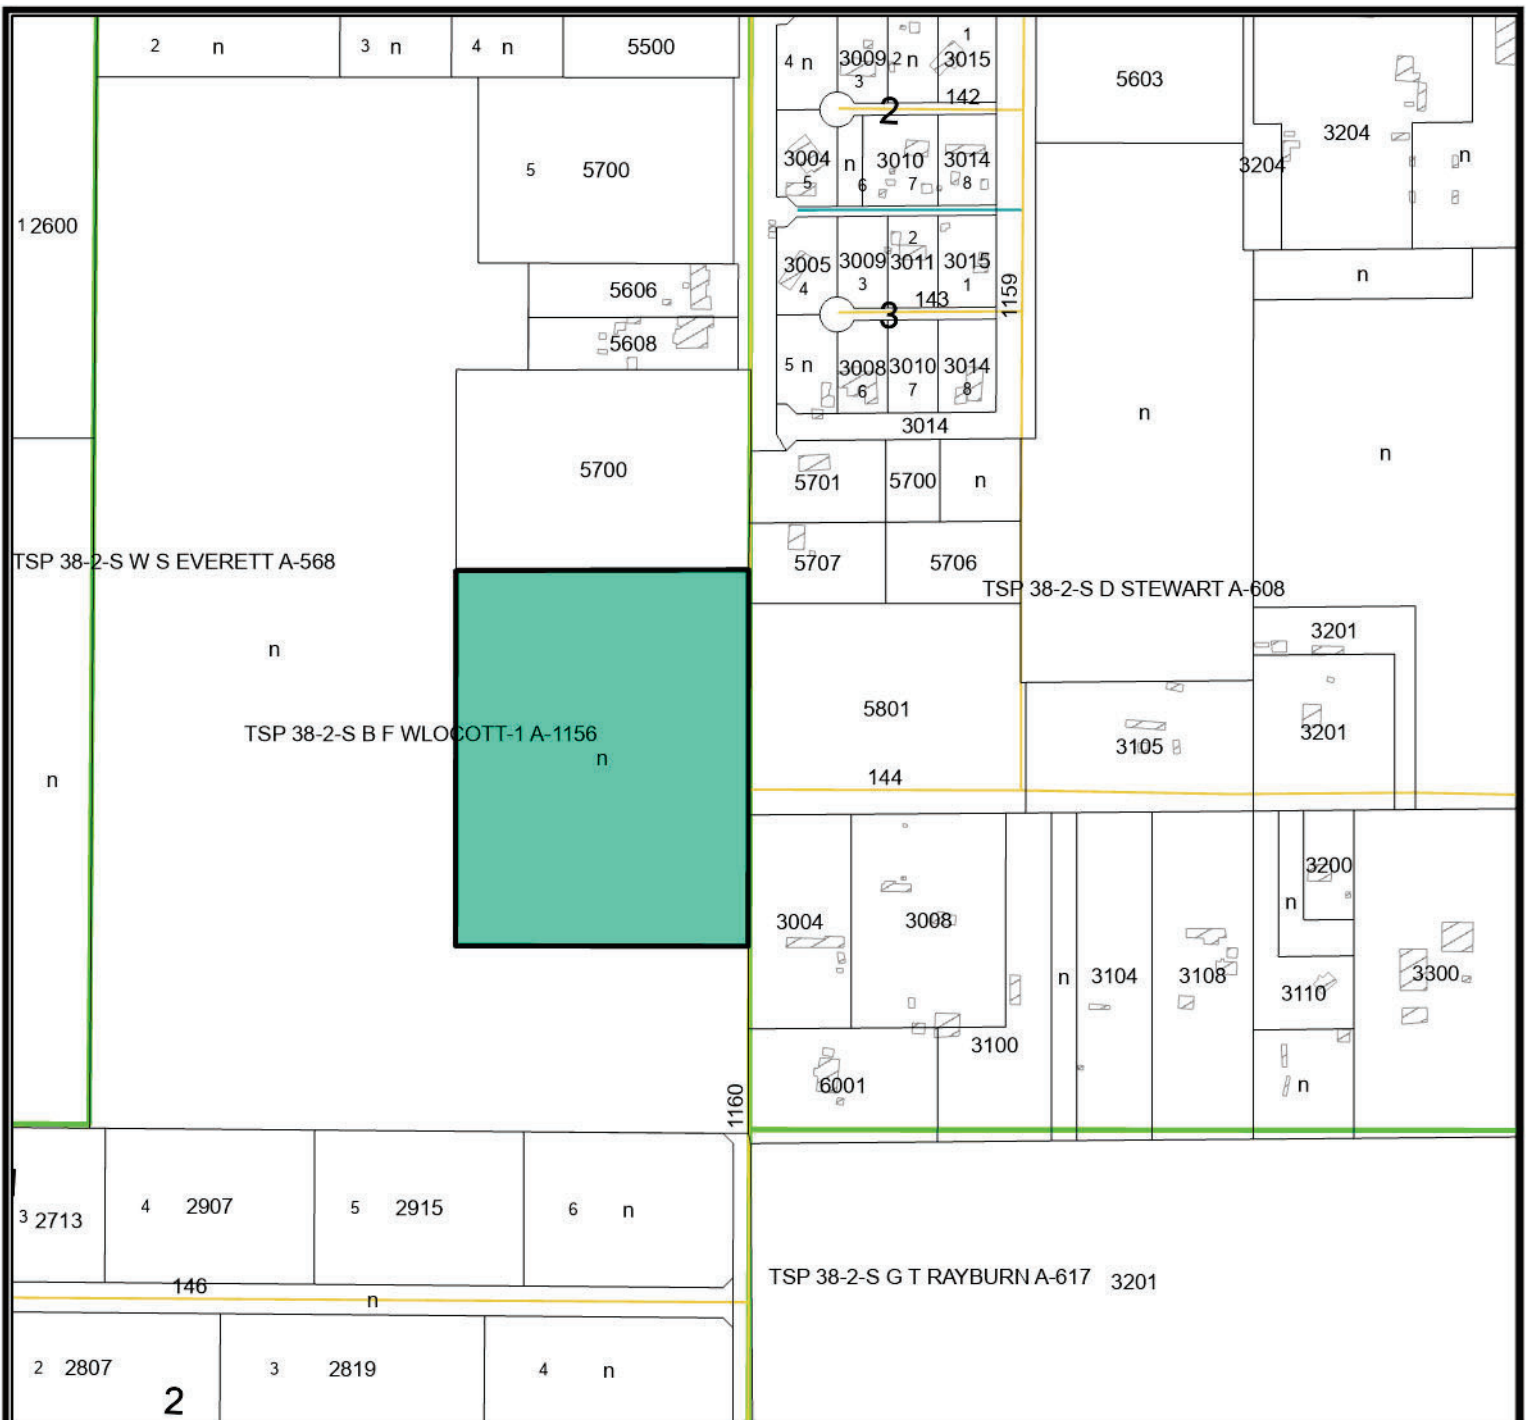 2 n 3 n 4 n 5500
4 n 3009 2 n 1
3 3015
142
2
5603
3204
3204
n
5 5700
3004 n 3010 3014
5 6 7 8
1 2600
2
3005 3009 3011 3015
4 3 1
143
3
1159
n
5606
5608
5 n 3008 3010 3014
6 7 8
3014
n
n
5700
5701 5700 n
5707 5706
TSP 38-2-S W S EVERETT A-568
TSP 38-2-S D STEWART A-608
n
3201
5801
3105
3201
TSP 38-2-S B F WLOCOTT-1 A-1156
n
n
144
3004 3008
3200
n
n 3104 3108
3110
3300
3100
6001
n
1160
3 2713 4 2907 5 2915 6 n
146
n
TSP 38-2-S G T RAYBURN A-617 3201
2 2807 3 2819 4 n
2